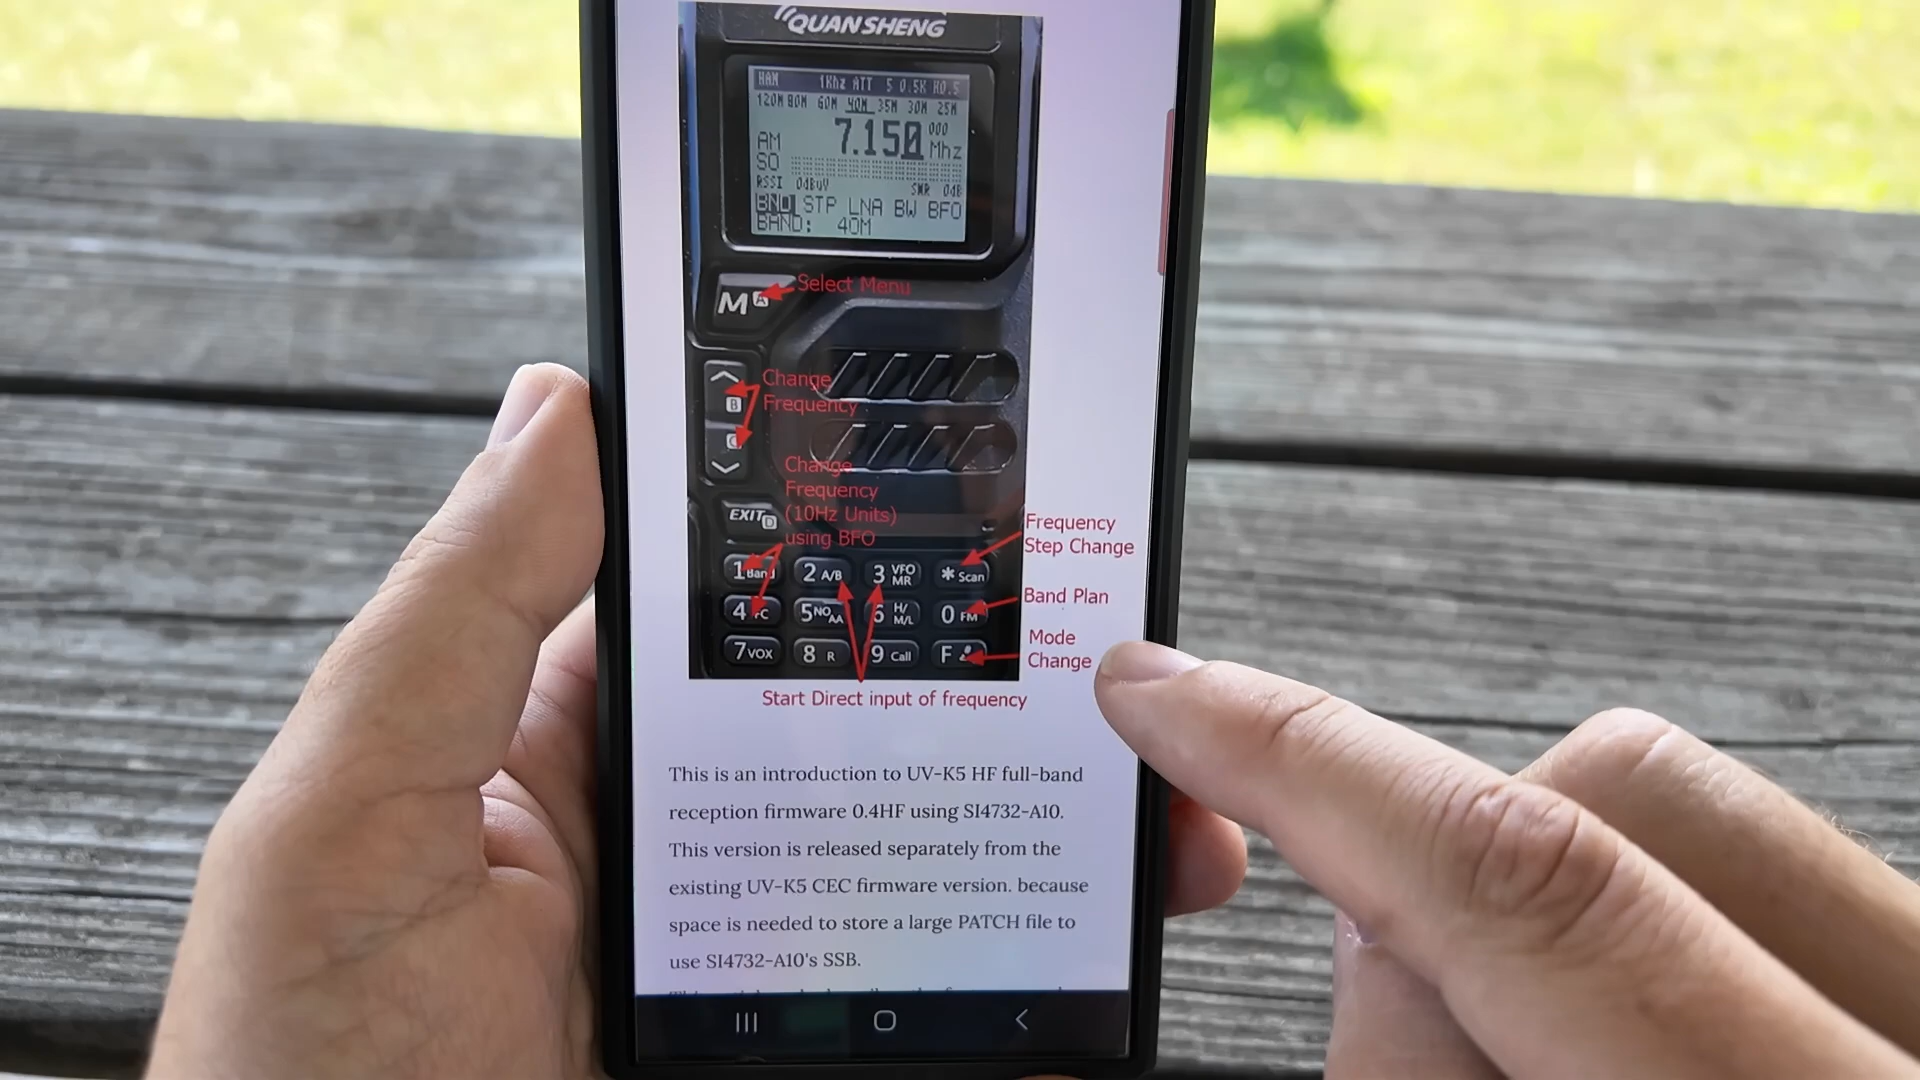 QUANSHENG
HAM 1Khz ATT S 0.5K H0.5
120M 80M 60M 40M 35M 30M 25M
7.150 000
AM Mhz
SO
RSSI 0dBuV SNR 0dB
BND STP LNA BW BFO
BAND: 40M
M A Select Menu
Change
B Frequency
C
Change
Frequency
EXIT D (10Hz Units)
using BFO
Frequency
Step Change
1 Band 2 A/B 3 VFO MR * Scan
Band Plan
4 FC 5 NOAA 6 H/M/L 0 FM
Mode
Change
7 VOX 8 R 9 Call F
Start Direct input of frequency
This is an introduction to UV-K5 HF full-band
reception firmware 0.4HF using SI4732-A10.
This version is released separately from the
existing UV-K5 CEC firmware version. because
space is needed to store a large PATCH file to
use SI4732-A10's SSB.